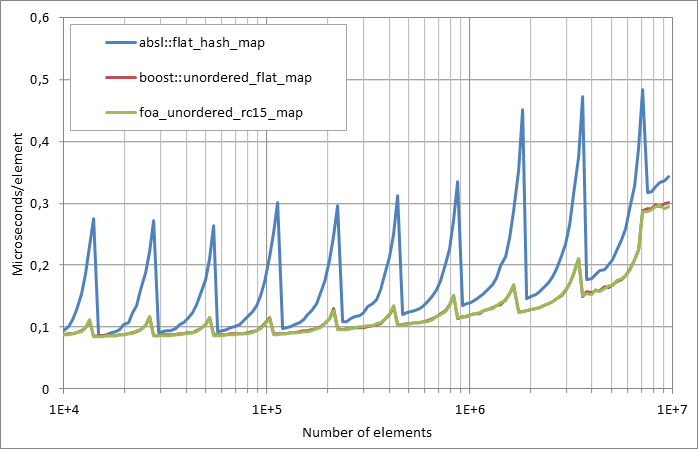 0,6
0,5
0,4
0,3
0,2
0,1
0
Microseconds/element
absl::flat_hash_map
boost::unordered_flat_map
foa_unordered_rc15_map
1E+4 1E+5 1E+6 1E+7
Number of elements